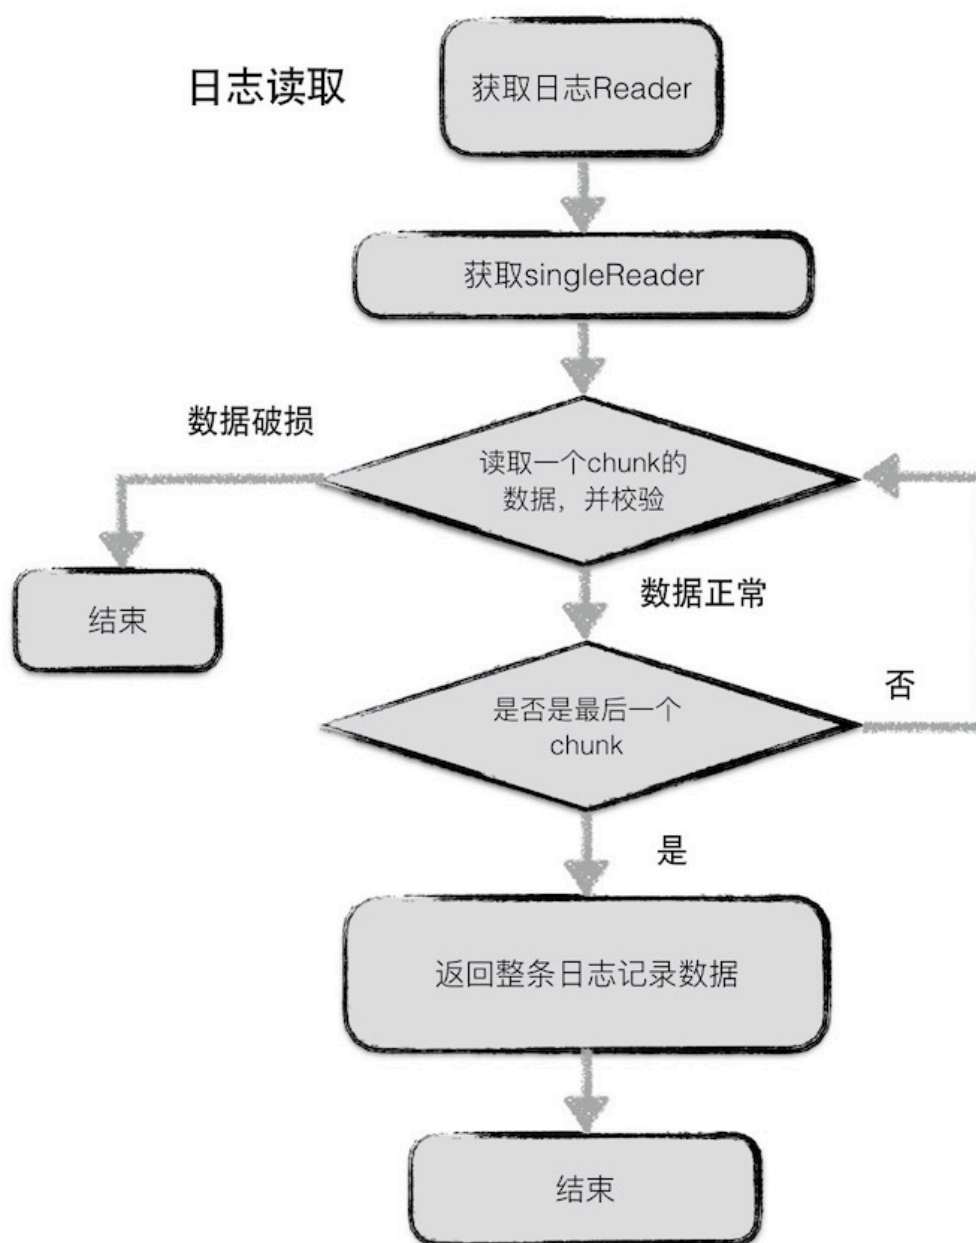 日志读取
获取日志Reader
获取singleReader
数据破损
读取一个chunk的
数据，并校验
结束
数据正常
是否是最后一个
chunk
否
是
返回整条日志记录数据
结束